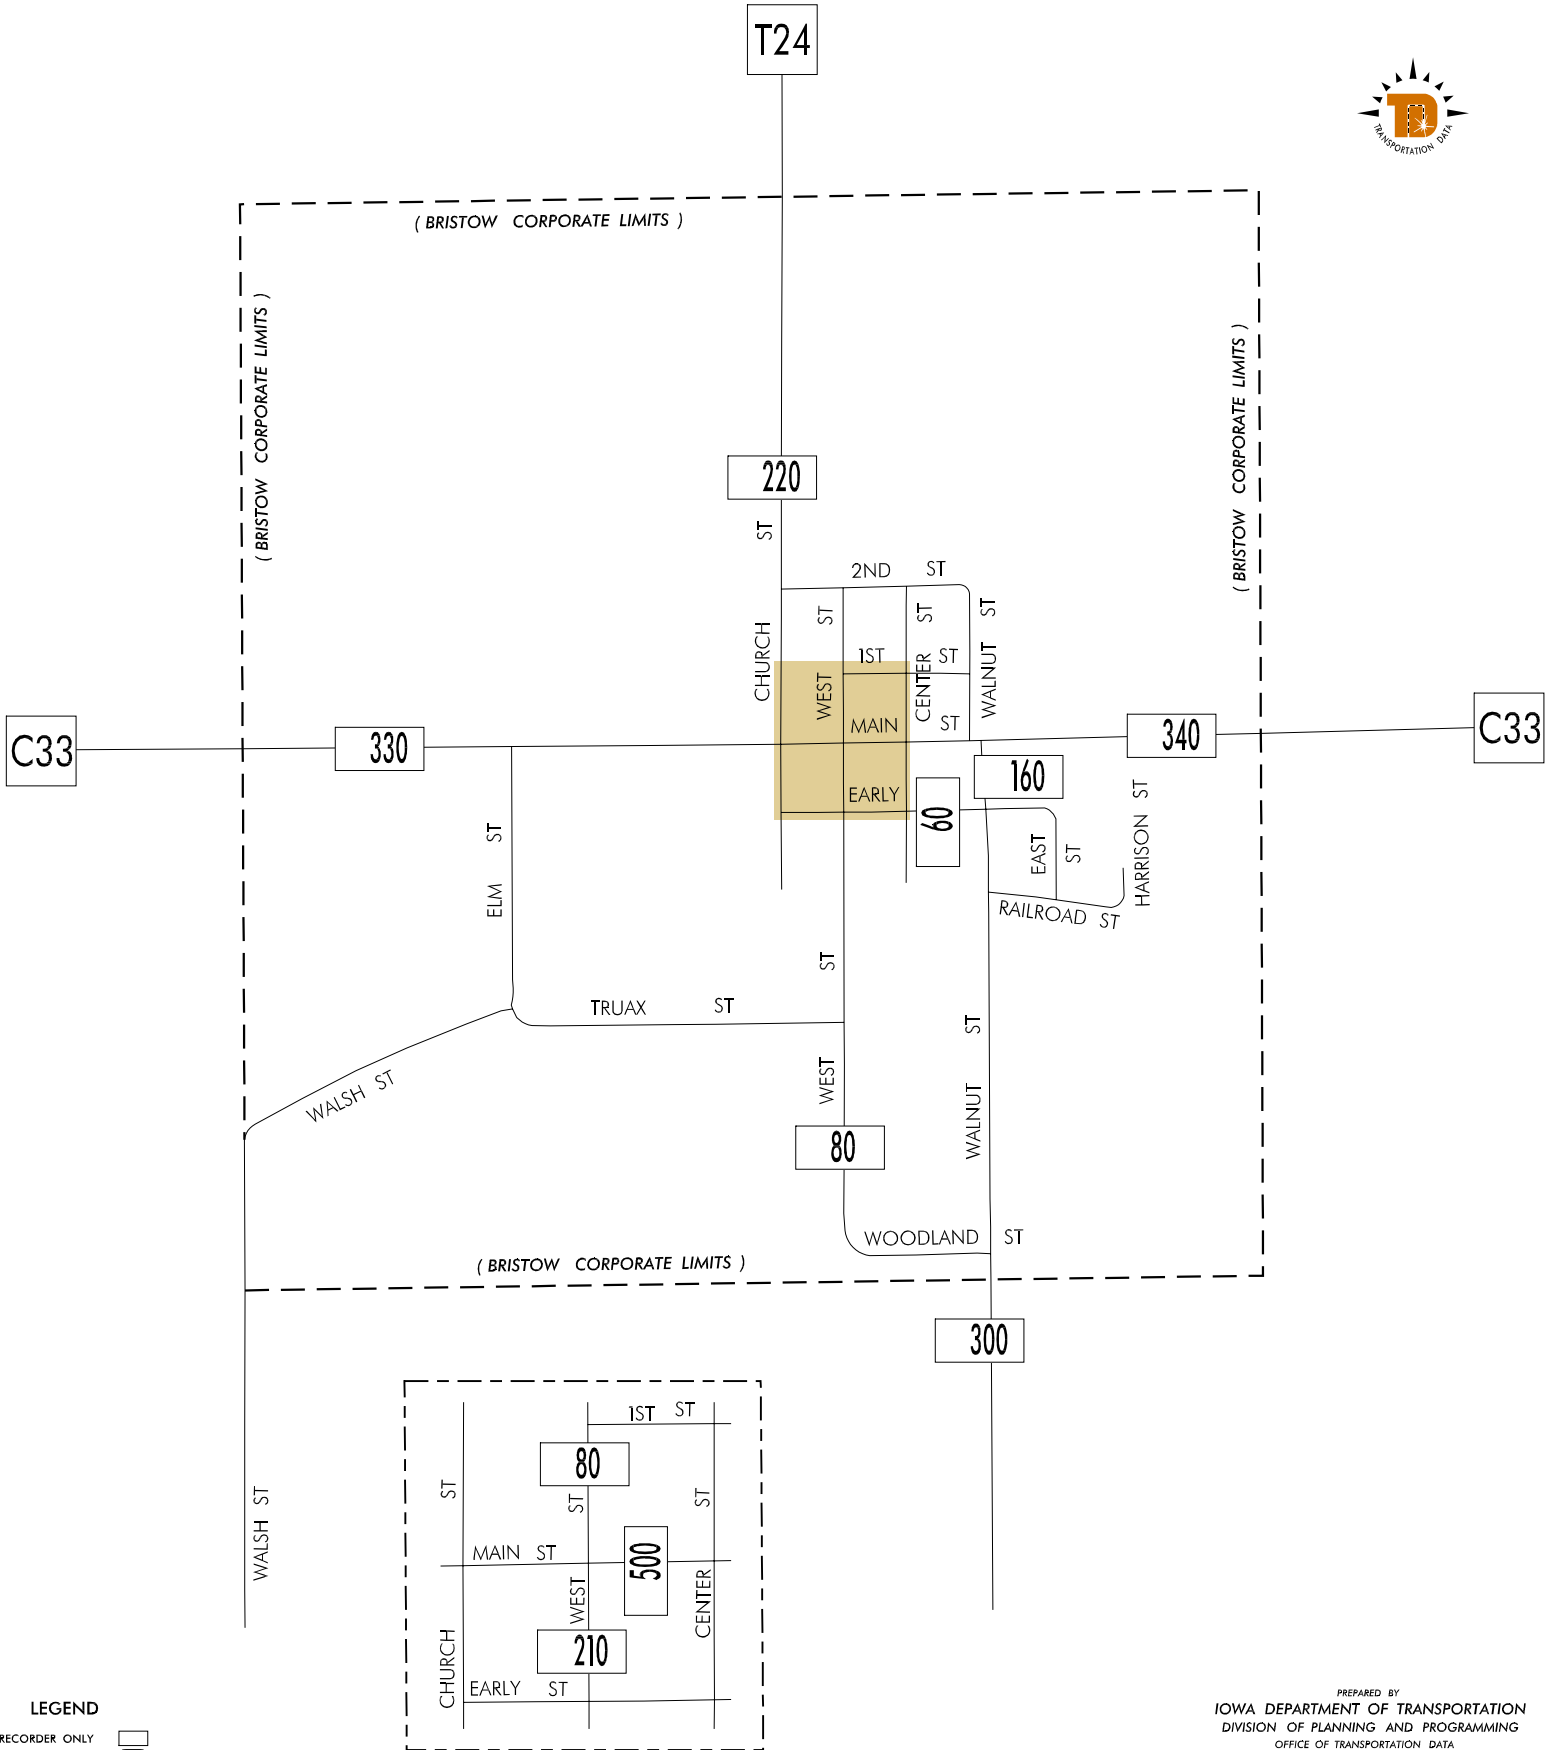 T24
TRANSPORTATION DATA
( BRISTOW CORPORATE LIMITS )
( BRISTOW CORPORATE LIMITS )
( BRISTOW CORPORATE LIMITS )
220
CHURCH ST
2ND ST
WEST ST
CENTER ST
WALNUT ST
1ST ST
MAIN ST
C33
330
340
C33
160
EARLY
60
ELM ST
EAST ST
HARRISON ST
RAILROAD ST
TRUAX ST
WEST ST
WALNUT ST
WALSH ST
80
WOODLAND ST
( BRISTOW CORPORATE LIMITS )
300
WALSH ST
1ST ST
80
CHURCH ST
WEST ST
CENTER ST
MAIN ST
500
210
EARLY ST
LEGEND
RECORDER ONLY
PREPARED BY
IOWA DEPARTMENT OF TRANSPORTATION
DIVISION OF PLANNING AND PROGRAMMING
OFFICE OF TRANSPORTATION DATA